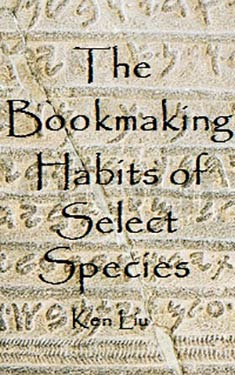 The
Bookmaking
Habits of
Select
Species
Ken Liu